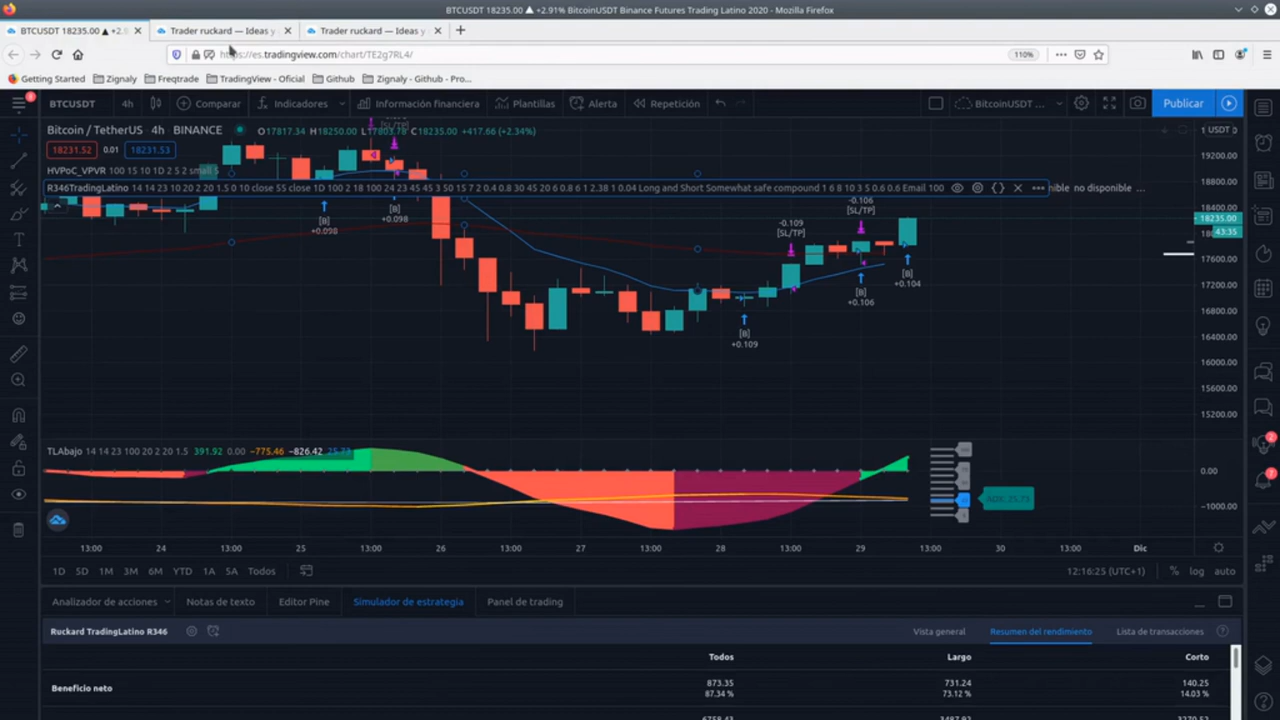 BTCUSDT 18235.00 ▲ +2.91% BitcoinUSDT Binance Futures Trading Latino 2020 - Mozilla Firefox
BTCUSDT 18235.00 ▲ +2.9
Trader ruckard — Ideas y
Trader ruckard — Ideas y
https://es.tradingview.com/chart/TE2g7RL4/
110%
Getting Started
Zignaly
Freqtrade
TradingView - Oficial
Github
Zignaly - Github - Pro...
BTCUSDT
4h
Comparar
Indicadores
Información financiera
Plantillas
Alerta
Repetición
BitcoinUSDT ...
Publicar
Bitcoin / TetherUS 4h BINANCE
O17817.34 H18250.00 L17803.78 C18235.00 +417.66 (+2.34%)
18231.52
0.01
18231.53
HVPoC_VPVR 100 15 10 1D 2 5 2 small 5
R346TradingLatino 14 14 23 10 20 2 20 1.5 0 10 close 55 close 1D 100 2 18 100 24 23 45 45 3 50 15 7 2 0.4 0.8 30 45 20 6 0.8 6 1 2.38 1 0.04 Long and Short Somewhat safe compound 1 6 8 10 3 5 0.6 0.6 Email 100
nible no disponible ...
[SL/TP]
[B]
+0.098
[B]
+0.098
[B]
+0.109
-0.109
[SL/TP]
-0.106
[SL/TP]
[B]
+0.106
[B]
+0.104
USDT
19200.00
18800.00
18400.00
18235.00
43:35
17600.00
17200.00
16800.00
16400.00
16000.00
15600.00
15200.00
TLAbajo 14 14 23 100 20 2 20 1.5 391.92 0.00 −775.46 −826.42 25.73
ADX: 25.73
0.00
−1000.00
13:00 24 13:00 25 13:00 26 13:00 27 13:00 28 13:00 29 13:00 30 13:00 Dic
1D 5D 1M 3M 6M YTD 1A 5A Todos
12:16:25 (UTC+1)
% log auto
Analizador de acciones
Notas de texto
Editor Pine
Simulador de estrategia
Panel de trading
Ruckard TradingLatino R346
Vista general
Resumen del rendimiento
Lista de transacciones
Todos Largo Corto
Beneficio neto
873.35 731.24 140.25
87.34 % 73.12 % 14.03 %